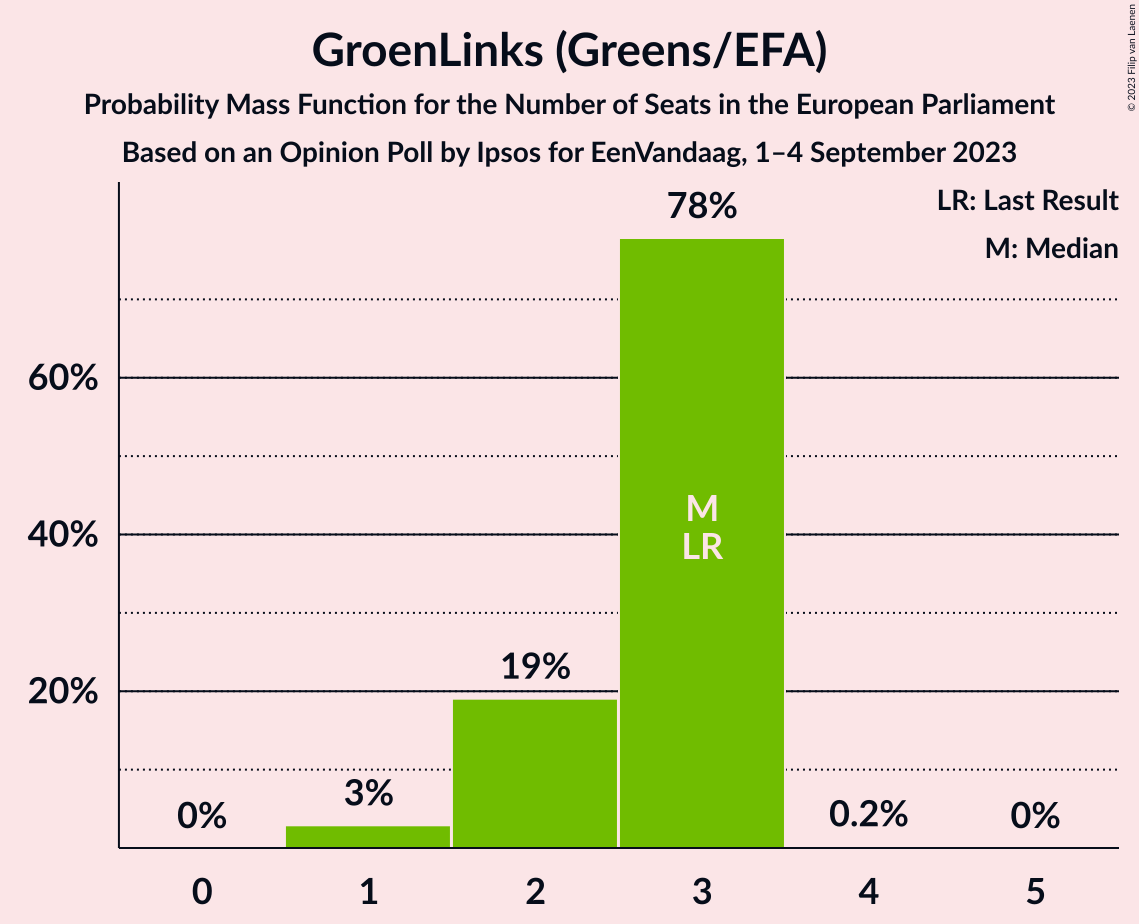 GroenLinks (Greens/EFA)
Probability Mass Function for the Number of Seats in the European Parliament
Based on an Opinion Poll by Ipsos for EenVandaag, 1–4 September 2023
© 2023 Filip van Laenen
LR: Last Result
M: Median
78%
60%
M
40%
LR
19%
20%
3%
0%
0.2%
0%
0 1 2 3 4 5